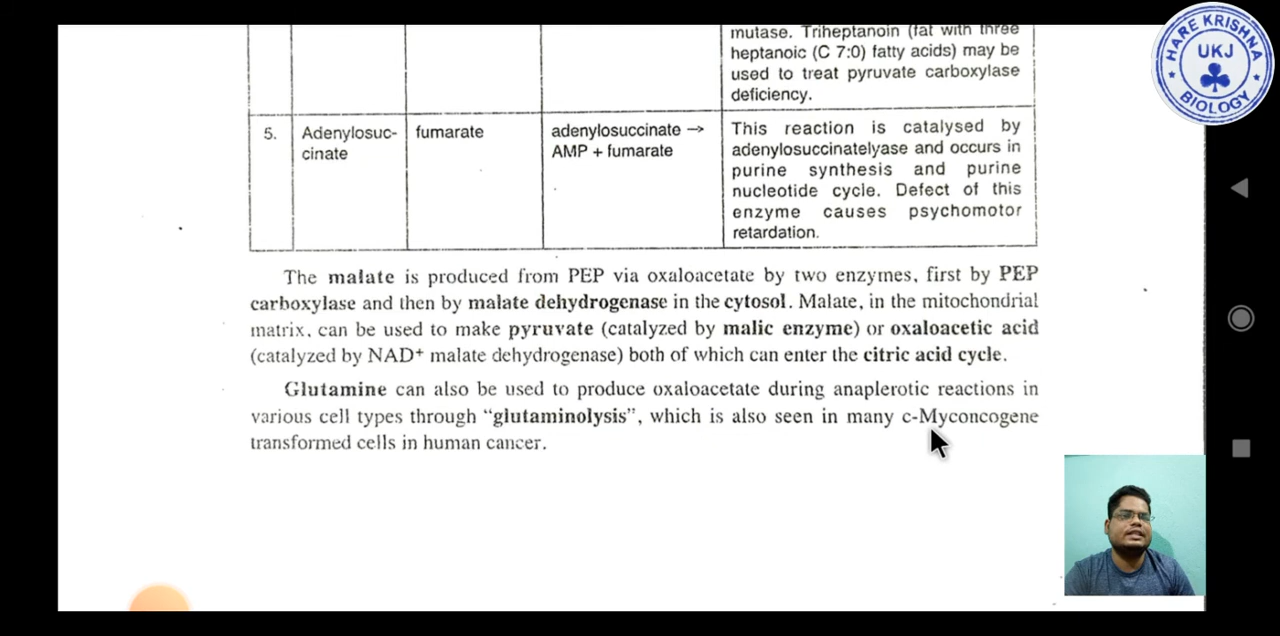 mutase. Triheptanoin (fat with three
heptanoic (C 7:0) fatty acids) may be
used to treat pyruvate carboxylase
deficiency.
5. Adenylosuc- fumarate adenylosuccinate → This reaction is catalysed by
cinate AMP + fumarate adenylosuccinatelyase and occurs in
purine synthesis and purine
nucleotide cycle. Defect of this
enzyme causes psychomotor
retardation.
The malate is produced from PEP via oxaloacetate by two enzymes, first by PEP
carboxylase and then by malate dehydrogenase in the cytosol. Malate, in the mitochondrial
matrix, can be used to make pyruvate (catalyzed by malic enzyme) or oxaloacetic acid
(catalyzed by NAD+ malate dehydrogenase) both of which can enter the citric acid cycle.
Glutamine can also be used to produce oxaloacetate during anaplerotic reactions in
various cell types through “glutaminolysis”, which is also seen in many c-Myconcogene
transformed cells in human cancer.
HARE KRISHNA
UKJ
BIOLOGY